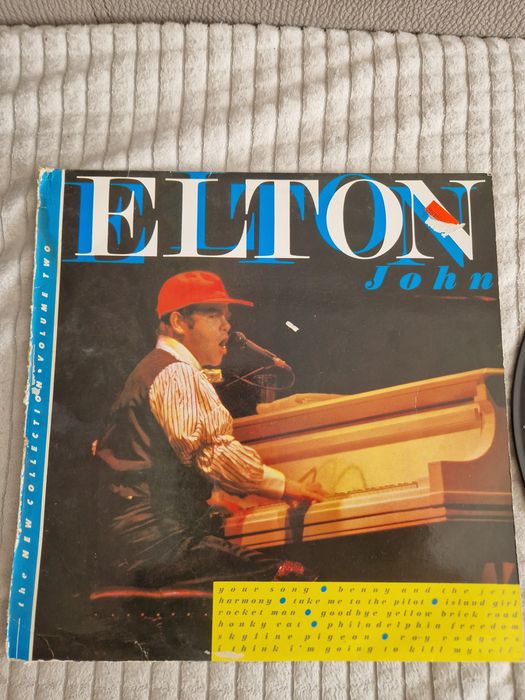 ELTON
John
the NEW COLLECTION • VOLUME TWO
your song • benny and the jets
harmony • take me to the pilot • island girl
rocket man • goodbye yellow brick road
honky cat • philadelphia freedom
skyline pigeon • roy rodgers
i think i'm going to kill myself